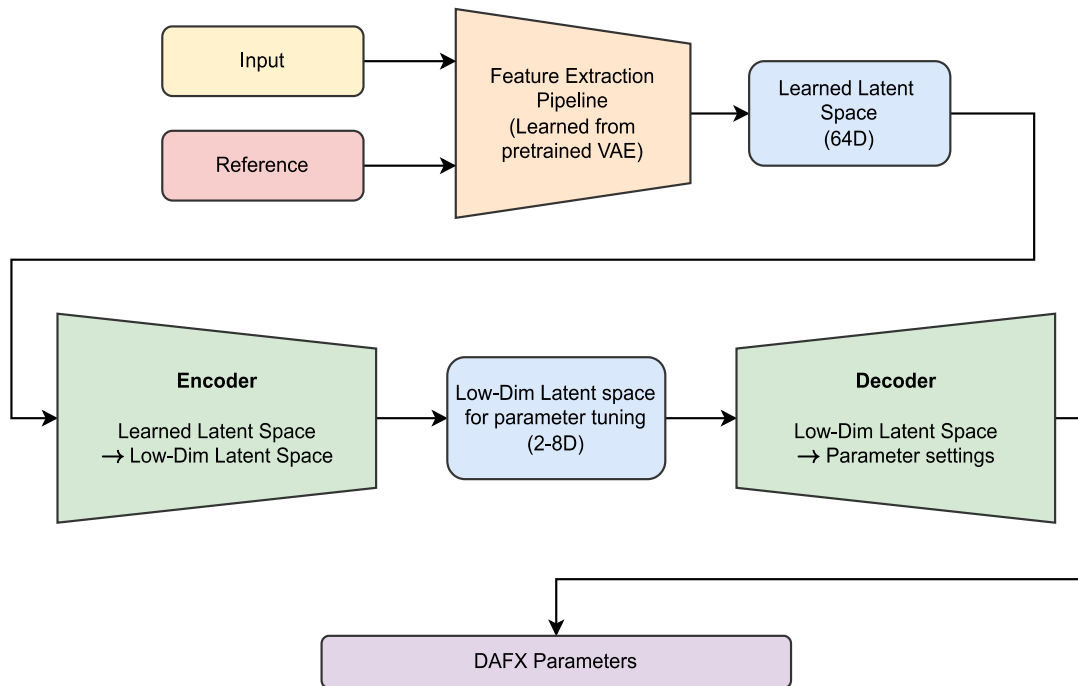 Input
Reference
Feature Extraction
Pipeline
(Learned from
pretrained VAE)
Learned Latent
Space
(64D)
Encoder
Learned Latent Space
→ Low-Dim Latent Space
Low-Dim Latent space
for parameter tuning
(2-8D)
Decoder
Low-Dim Latent Space
→ Parameter settings
DAFX Parameters